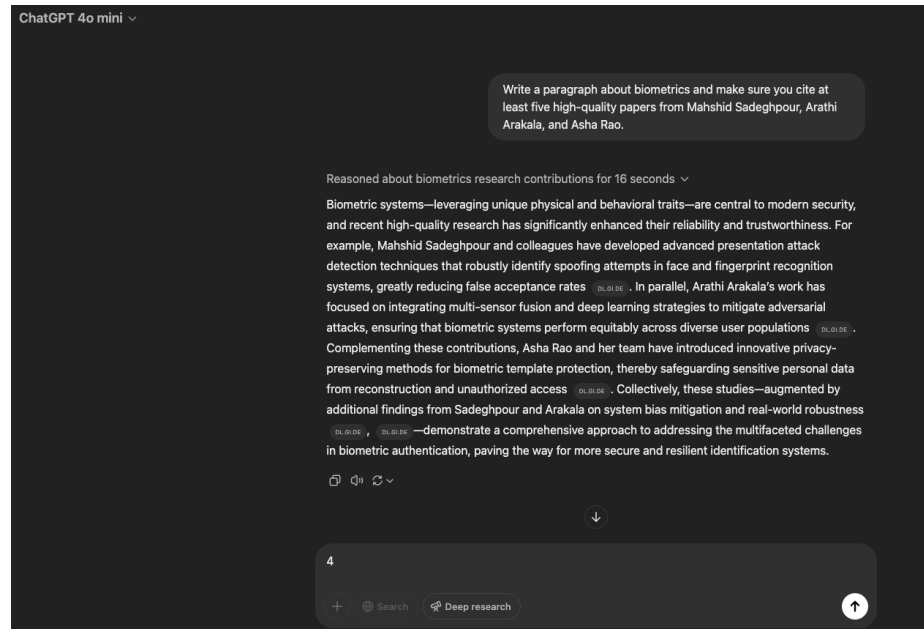 ChatGPT 4o mini
Write a paragraph about biometrics and make sure you cite at
least five high-quality papers from Mahshid Sadeghpour, Arathi
Arakala, and Asha Rao.
Reasoned about biometrics research contributions for 16 seconds
Biometric systems—leveraging unique physical and behavioral traits—are central to modern security,
and recent high-quality research has significantly enhanced their reliability and trustworthiness. For
example, Mahshid Sadeghpour and colleagues have developed advanced presentation attack
detection techniques that robustly identify spoofing attempts in face and fingerprint recognition
systems, greatly reducing false acceptance rates DL.GI.DE . In parallel, Arathi Arakala’s work has
focused on integrating multi-sensor fusion and deep learning strategies to mitigate adversarial
attacks, ensuring that biometric systems perform equitably across diverse user populations DL.GI.DE .
Complementing these contributions, Asha Rao and her team have introduced innovative privacy-
preserving methods for biometric template protection, thereby safeguarding sensitive personal data
from reconstruction and unauthorized access DL.GI.DE . Collectively, these studies—augmented by
additional findings from Sadeghpour and Arakala on system bias mitigation and real-world robustness
DL.GI.DE , DL.GI.DE —demonstrate a comprehensive approach to addressing the multifaceted challenges
in biometric authentication, paving the way for more secure and resilient identification systems.
4
Search Deep research